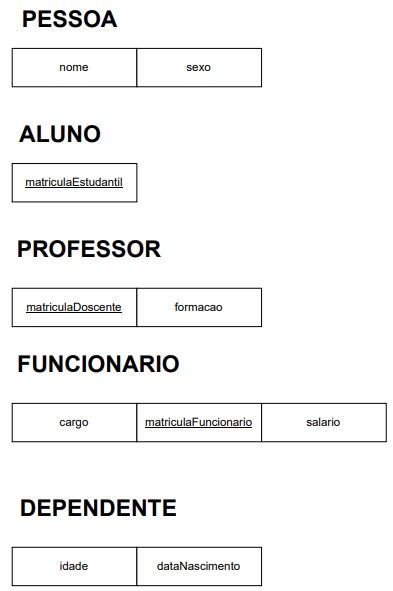 PESSOA
nome sexo
ALUNO
matriculaEstudantil
PROFESSOR
matriculaDoscente formacao
FUNCIONARIO
cargo matriculaFuncionario salario
DEPENDENTE
idade dataNascimento